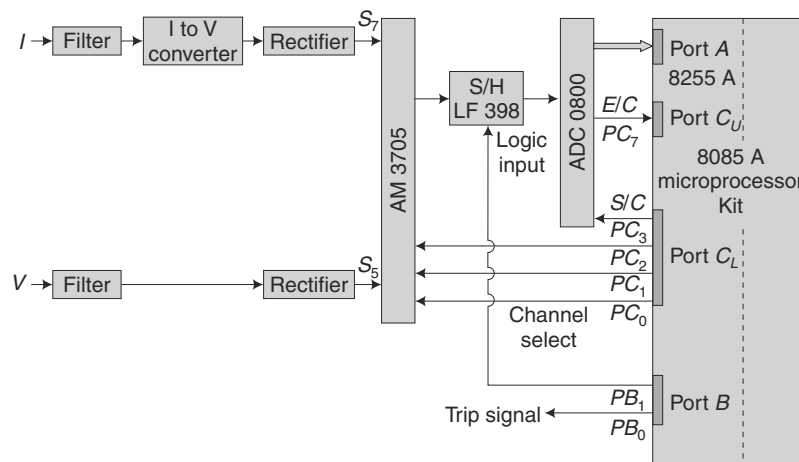 I
Filter
I to V
converter
Rectifier
S7
AM 3705
S/H
LF 398
Logic
input
ADC 0800
E/C
PC7
S/C
PC3
PC2
PC1
PC0
Channel
select
Port A
8255 A
Port CU
8085 A
microprocessor
Kit
Port CL
V
Filter
Rectifier
S5
PB1
Trip signal
PB0
Port B